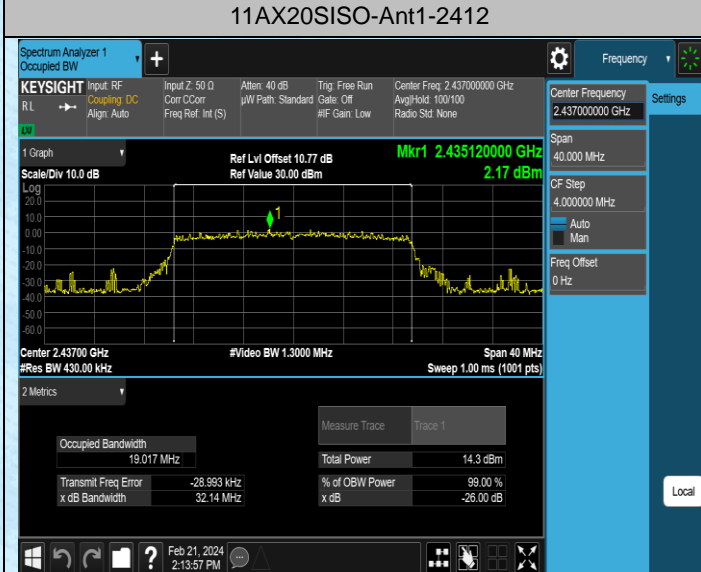 11AX20SISO-Ant1-2412
Spectrum Analyzer 1
Occupied BW
+
Frequency
KEYSIGHT
RL
LXI
Input: RF
Coupling: DC
Align: Auto
Input Z: 50 Ω
Corr CCorr
Freq Ref: Int (S)
Atten: 40 dB
µW Path: Standard
Trig: Free Run
Gate: Off
#IF Gain: Low
Center Freq: 2.437000000 GHz
Avg|Hold: 100/100
Radio Std: None
Center Frequency
2.437000000 GHz
Settings
Span
40.000 MHz
CF Step
4.000000 MHz
Auto
Man
Freq Offset
0 Hz
Local
1 Graph
Scale/Div 10.0 dB
Ref Lvl Offset 10.77 dB
Ref Value 30.00 dBm
Mkr1 2.435120000 GHz
2.17 dBm
Log
20.0
10.0
0.00
-10.0
-20.0
-30.0
-40.0
-50.0
-60.0
1
Center 2.43700 GHz
#Res BW 430.00 kHz
#Video BW 1.3000 MHz
Span 40 MHz
Sweep 1.00 ms (1001 pts)
2 Metrics
Measure Trace Trace 1
Occupied Bandwidth
19.017 MHz
Total Power 14.3 dBm
Transmit Freq Error -28.993 kHz
% of OBW Power 99.00 %
x dB Bandwidth 32.14 MHz
x dB -26.00 dB
?
Feb 21, 2024
2:13:57 PM